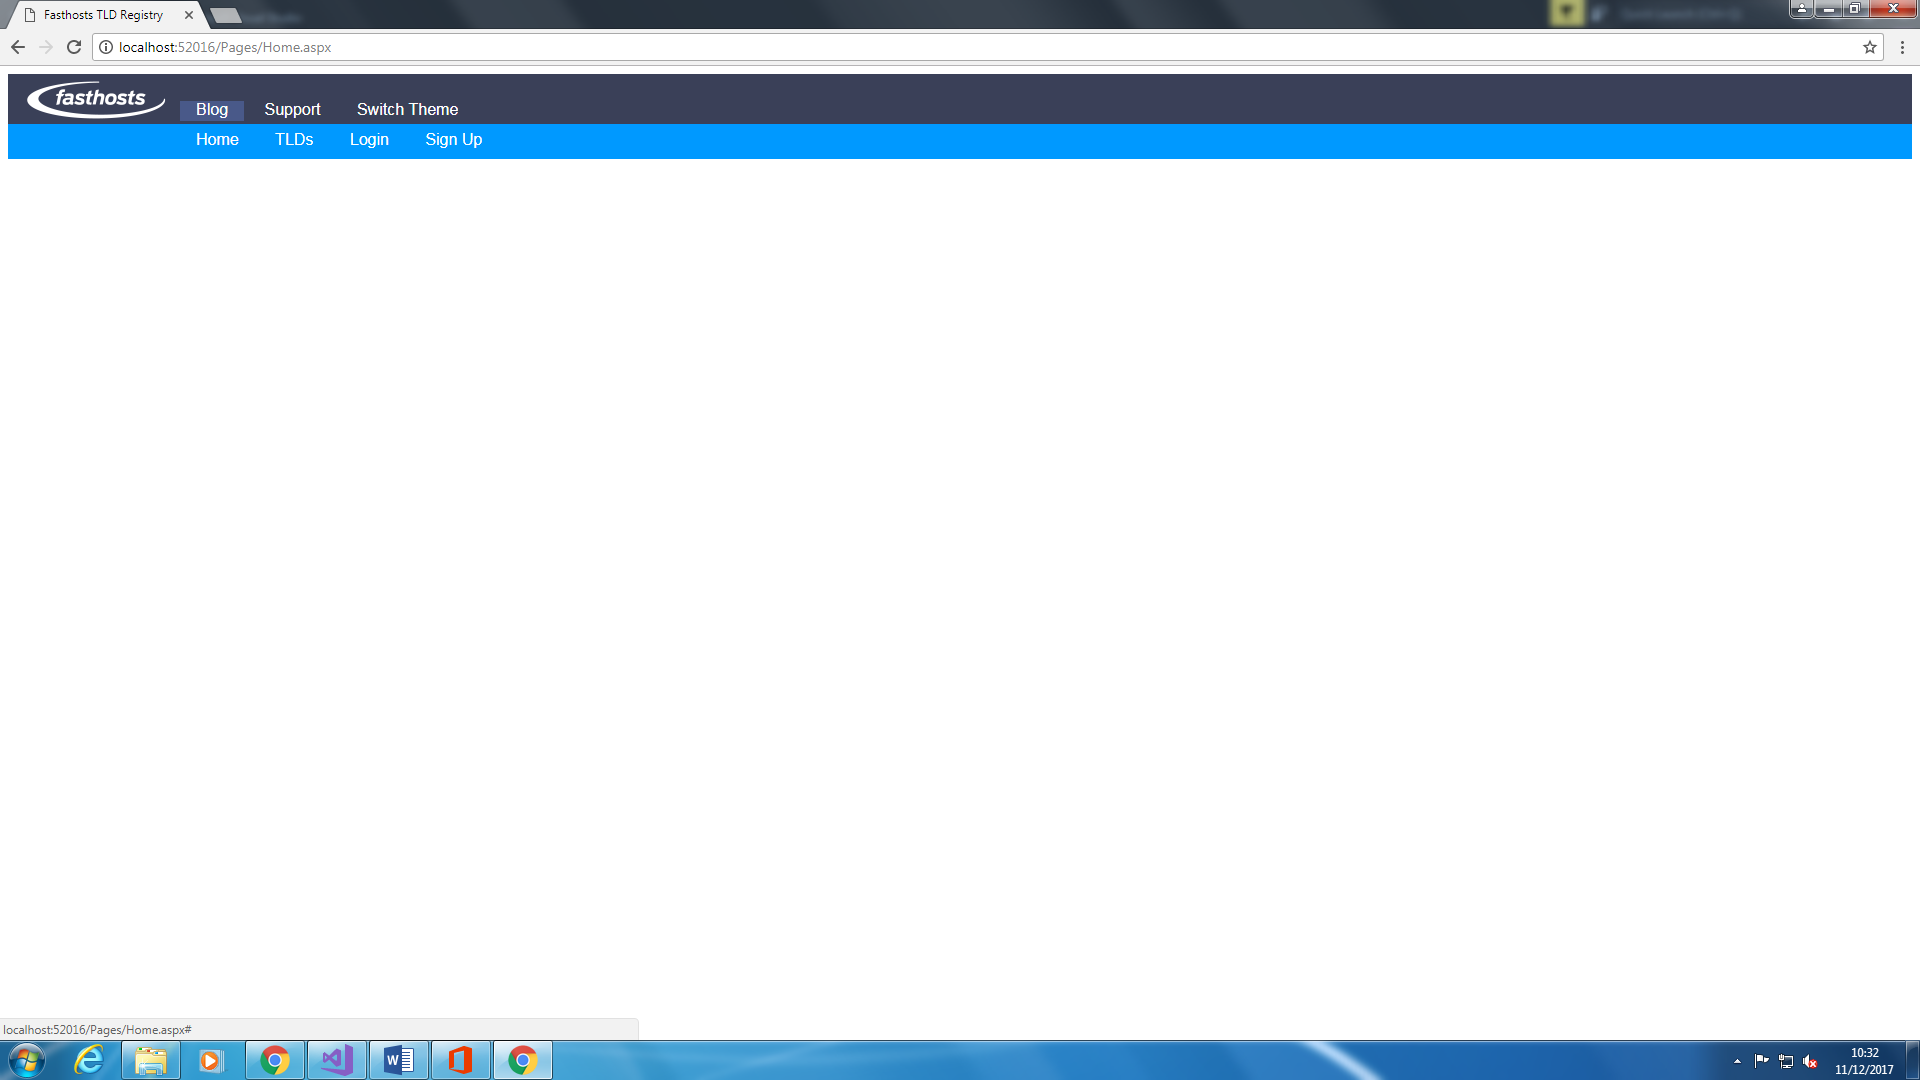 Fasthosts TLD Registry
localhost:52016/Pages/Home.aspx
fasthosts
Blog Support Switch Theme
Home TLDs Login Sign Up
localhost:52016/Pages/Home.aspx#
10:32
11/12/2017